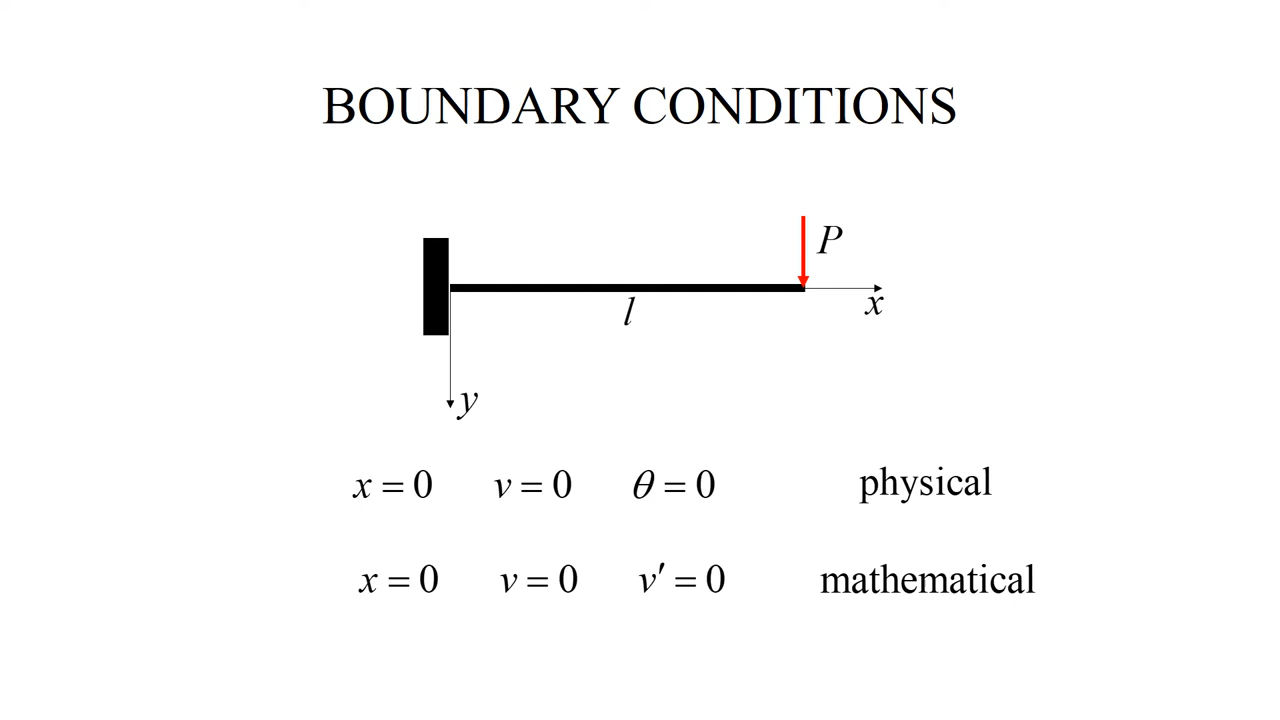 BOUNDARY CONDITIONS
P
l
x
y
x = 0 v = 0 θ = 0 physical
x = 0 v = 0 v′ = 0 mathematical